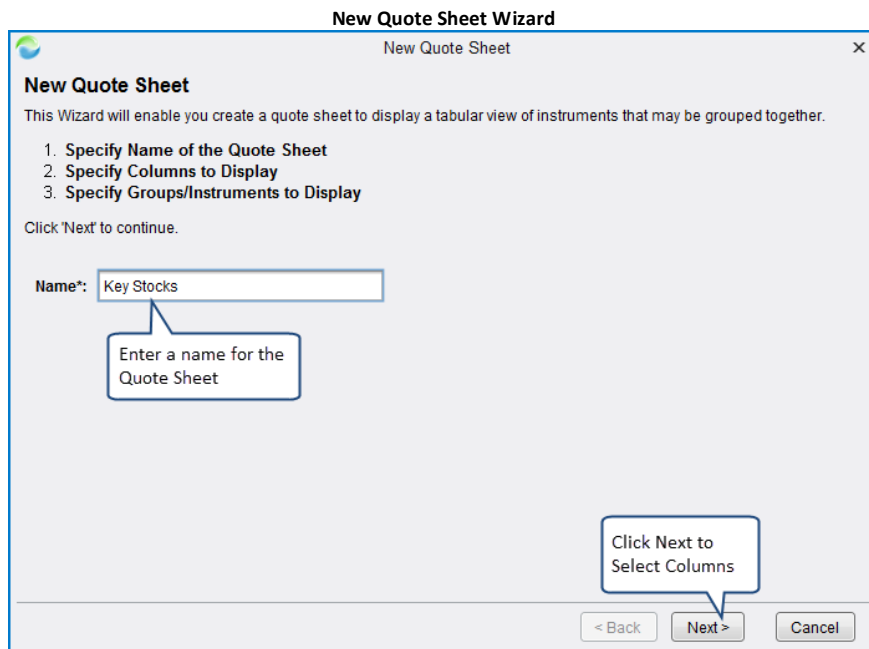 New Quote Sheet Wizard
New Quote Sheet
New Quote Sheet
This Wizard will enable you create a quote sheet to display a tabular view of instruments that may be grouped together.
1. Specify Name of the Quote Sheet
2. Specify Columns to Display
3. Specify Groups/Instruments to Display
Click 'Next' to continue.
Name*: Key Stocks
Enter a name for the
Quote Sheet
Click Next to
Select Columns
< Back Next > Cancel